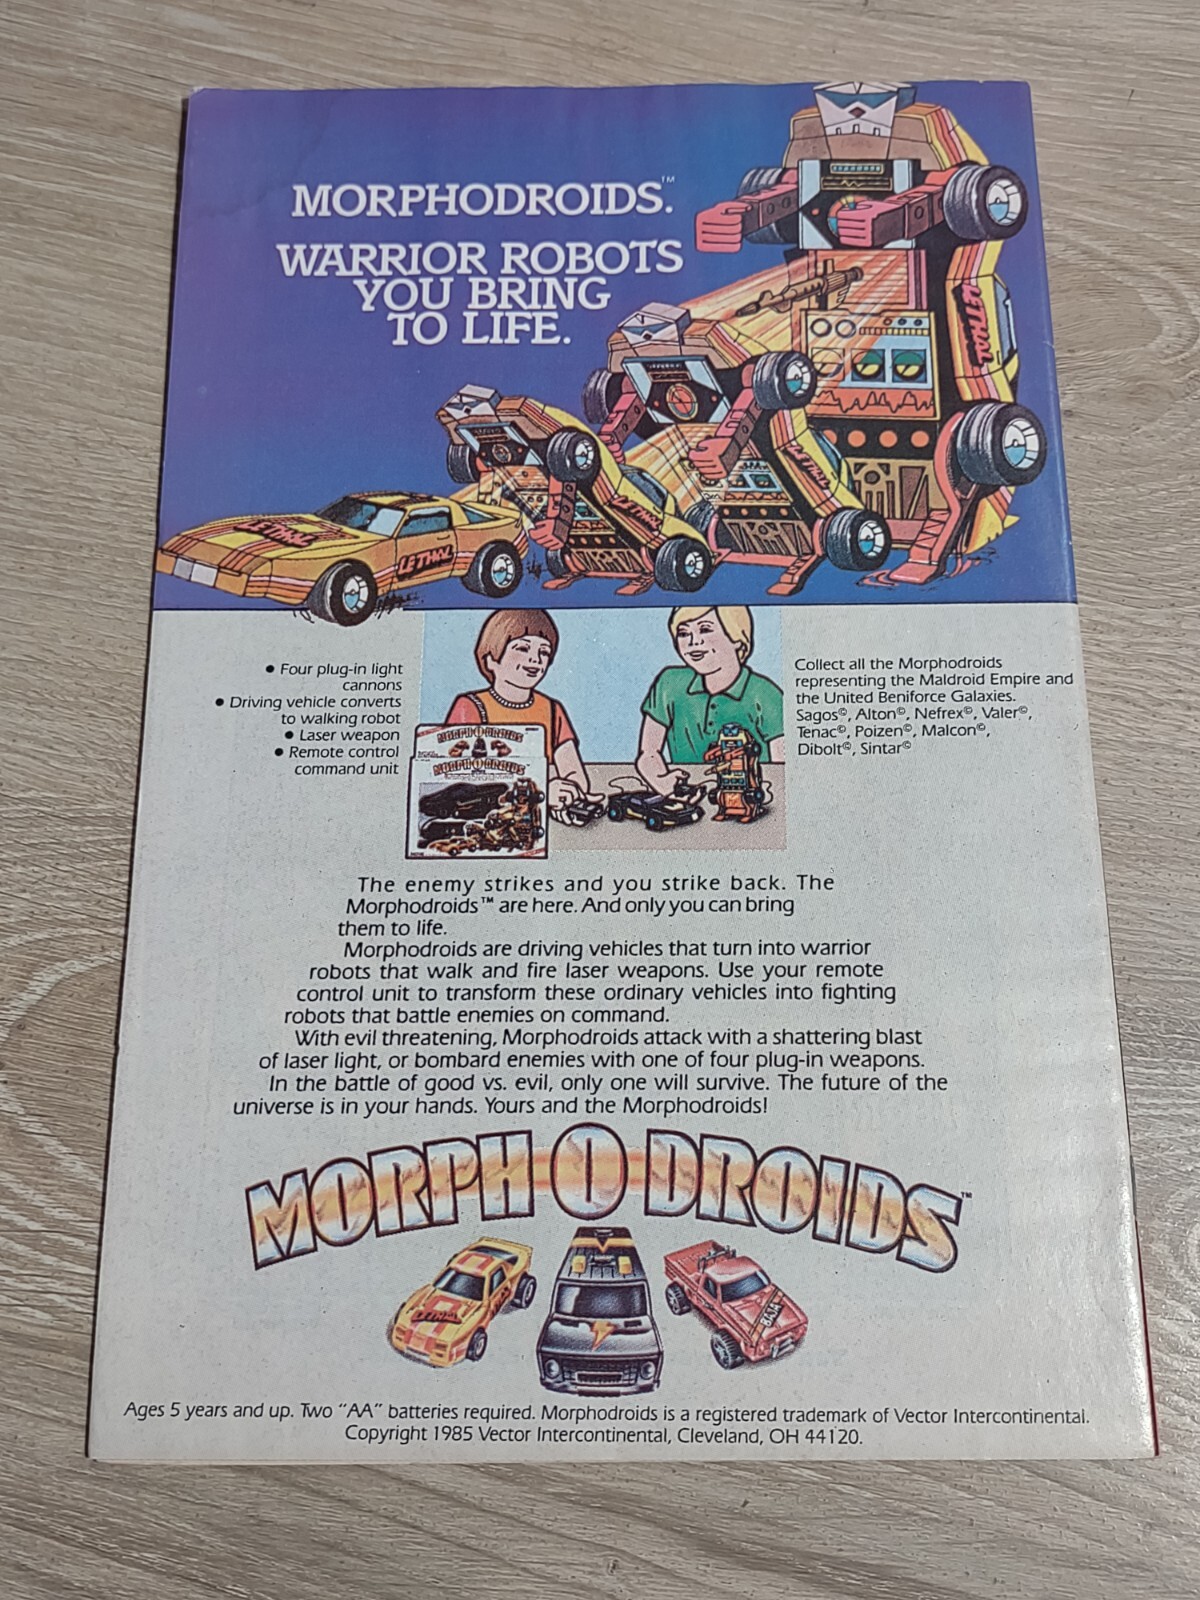 MORPHODROIDS.™
WARRIOR ROBOTS
YOU BRING
TO LIFE.
LETHAL
LETHAL
LETHAL
LETHAL
LETHAL
• Four plug-in light
cannons
• Driving vehicle converts
to walking robot
• Laser weapon
• Remote control
command unit
MORPH-O-DROIDS
MORPH-O-DROIDS
Collect all the Morphodroids
representing the Maldroid Empire and
the United Beniforce Galaxies.
Sagos©, Alton©, Nefrex©, Valer©,
Tenac©, Poizen©, Malcon©,
Dibolt©, Sintar©
The enemy strikes and you strike back. The
Morphodroids™ are here. And only you can bring
them to life.
Morphodroids are driving vehicles that turn into warrior
robots that walk and fire laser weapons. Use your remote
control unit to transform these ordinary vehicles into fighting
robots that battle enemies on command.
With evil threatening, Morphodroids attack with a shattering blast
of laser light, or bombard enemies with one of four plug-in weapons.
In the battle of good vs. evil, only one will survive. The future of the
universe is in your hands. Yours and the Morphodroids!
MORPH O DROIDS™
LETHAL
BAJA
Ages 5 years and up. Two "AA" batteries required. Morphodroids is a registered trademark of Vector Intercontinental.
Copyright 1985 Vector Intercontinental, Cleveland, OH 44120.